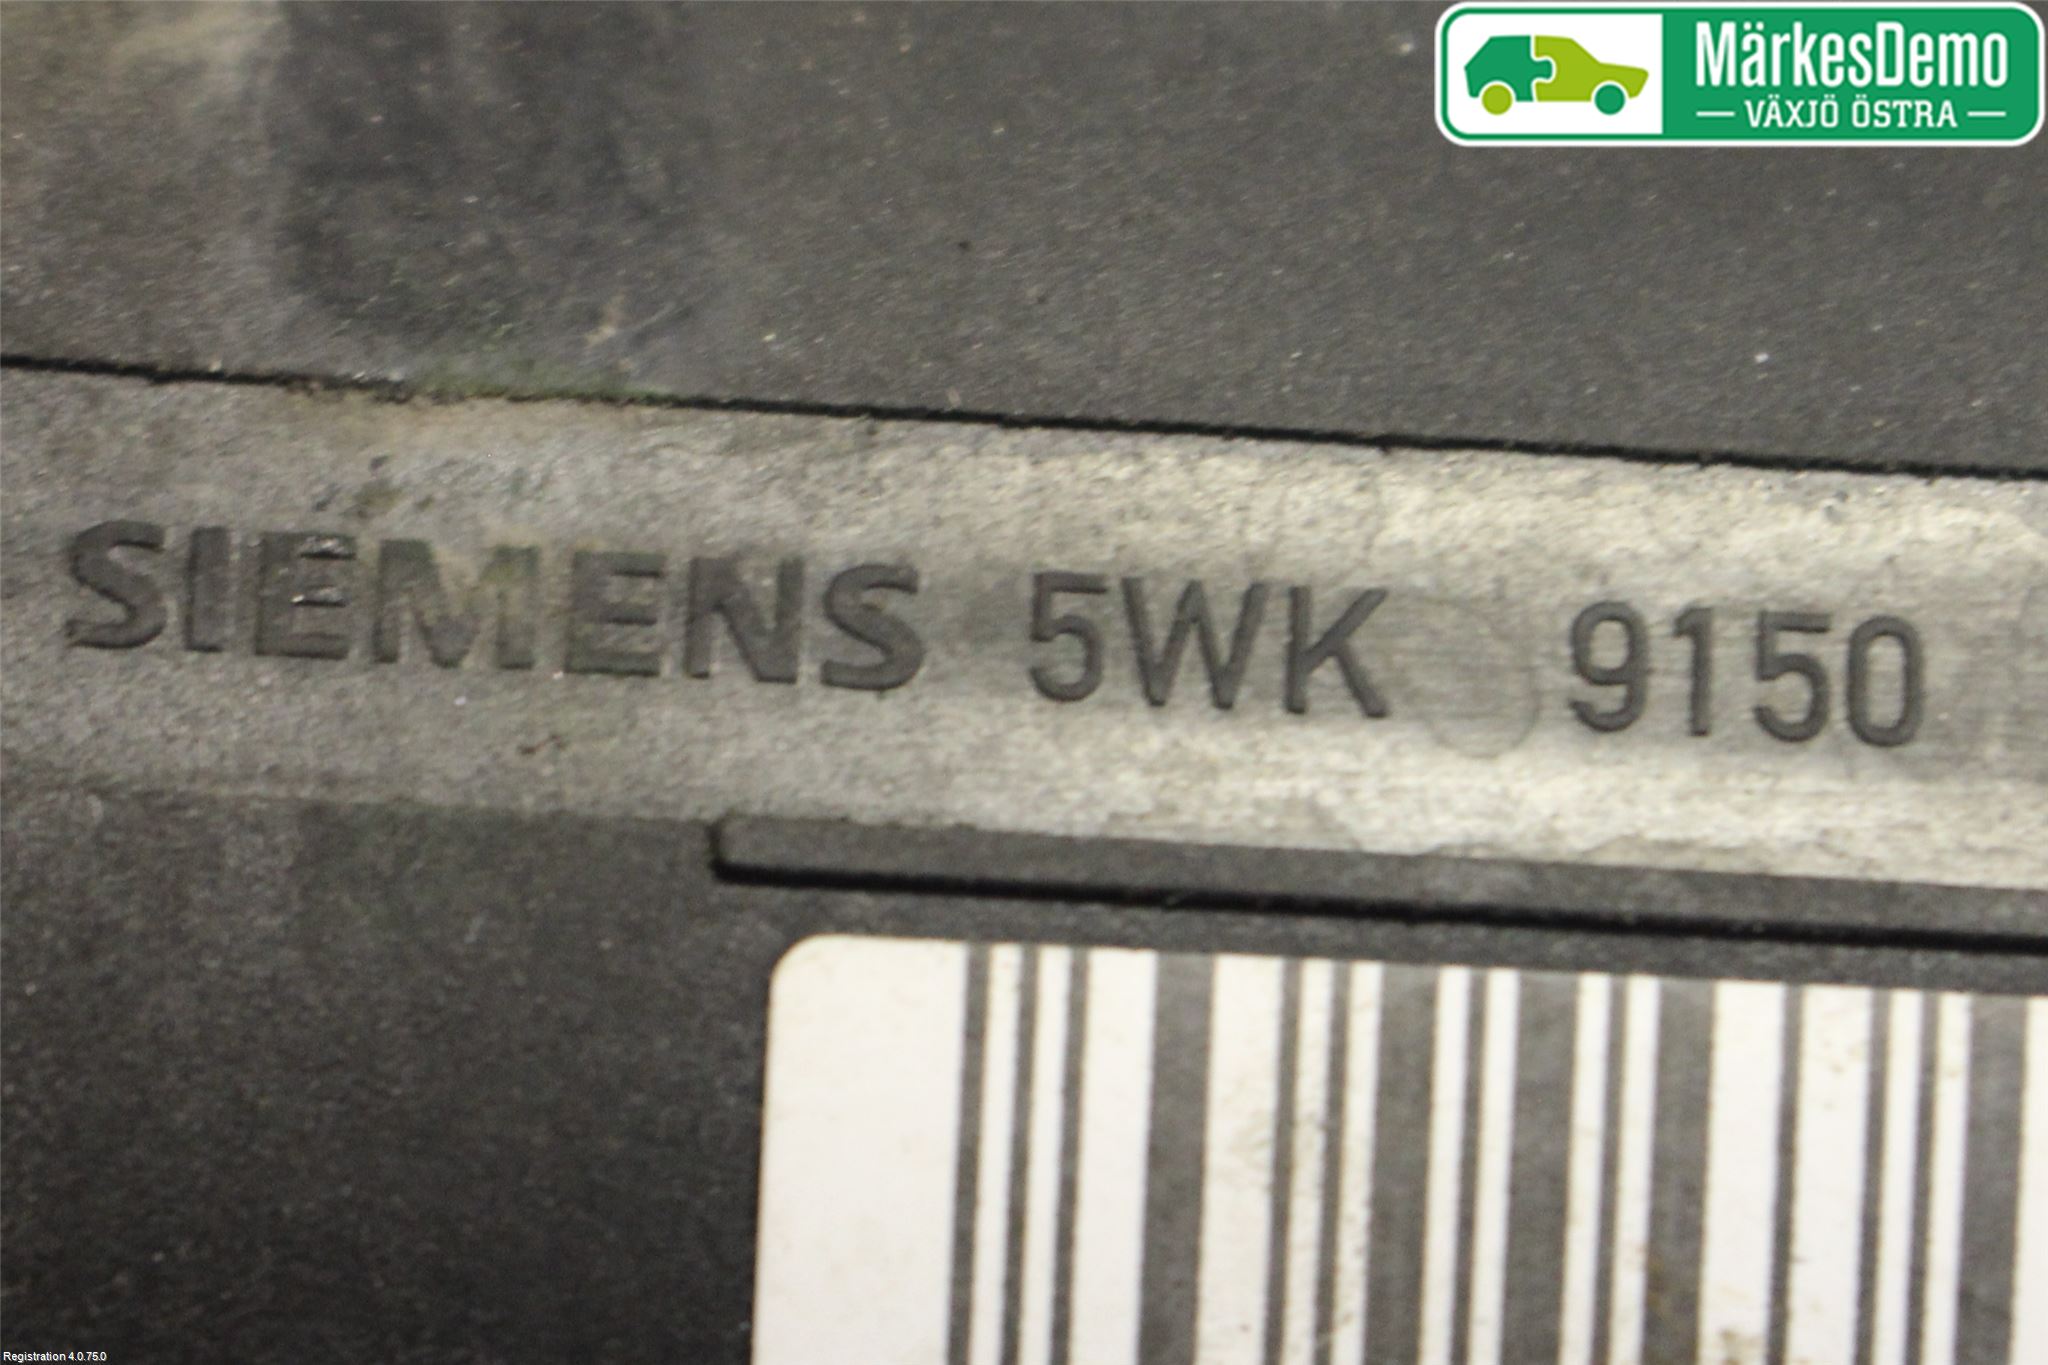 MärkesDemo
VÄXJÖ ÖSTRA
SIEMENS 5WK 9150
Registration 4.0.75.0